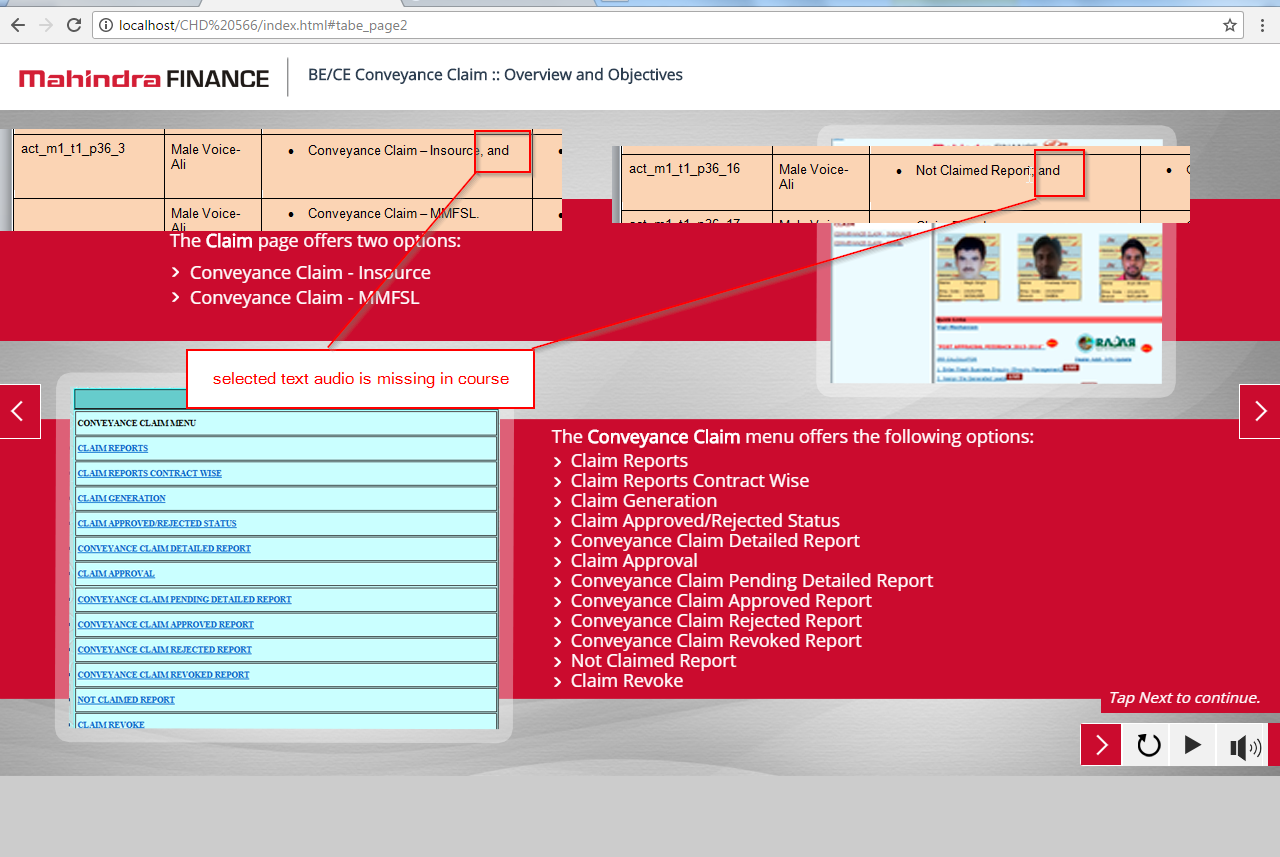 localhost/CHD%20566/index.html#tabe_page2
Mahindra FINANCE
BE/CE Conveyance Claim :: Overview and Objectives
act_m1_t1_p36_3
Male Voice-
Ali
• Conveyance Claim – Insource, and
Male Voice-
Ali
• Conveyance Claim – MMFSL.
act_m1_t1_p36_16
Male Voice-
Ali
• Not Claimed Report; and
The Claim page offers two options:
Conveyance Claim - Insource
Conveyance Claim - MMFSL
Quick Links
RADAR
selected text audio is missing in course
CONVEYANCE CLAIM MENU
CLAIM REPORTS
CLAIM REPORTS CONTRACT WISE
CLAIM GENERATION
CLAIM APPROVED/REJECTED STATUS
CONVEYANCE CLAIM DETAILED REPORT
CLAIM APPROVAL
CONVEYANCE CLAIM PENDING DETAILED REPORT
CONVEYANCE CLAIM APPROVED REPORT
CONVEYANCE CLAIM REJECTED REPORT
CONVEYANCE CLAIM REVOKED REPORT
NOT CLAIMED REPORT
CLAIM REVOKE
The Conveyance Claim menu offers the following options:
Claim Reports
Claim Reports Contract Wise
Claim Generation
Claim Approved/Rejected Status
Conveyance Claim Detailed Report
Claim Approval
Conveyance Claim Pending Detailed Report
Conveyance Claim Approved Report
Conveyance Claim Rejected Report
Conveyance Claim Revoked Report
Not Claimed Report
Claim Revoke
Tap Next to continue.